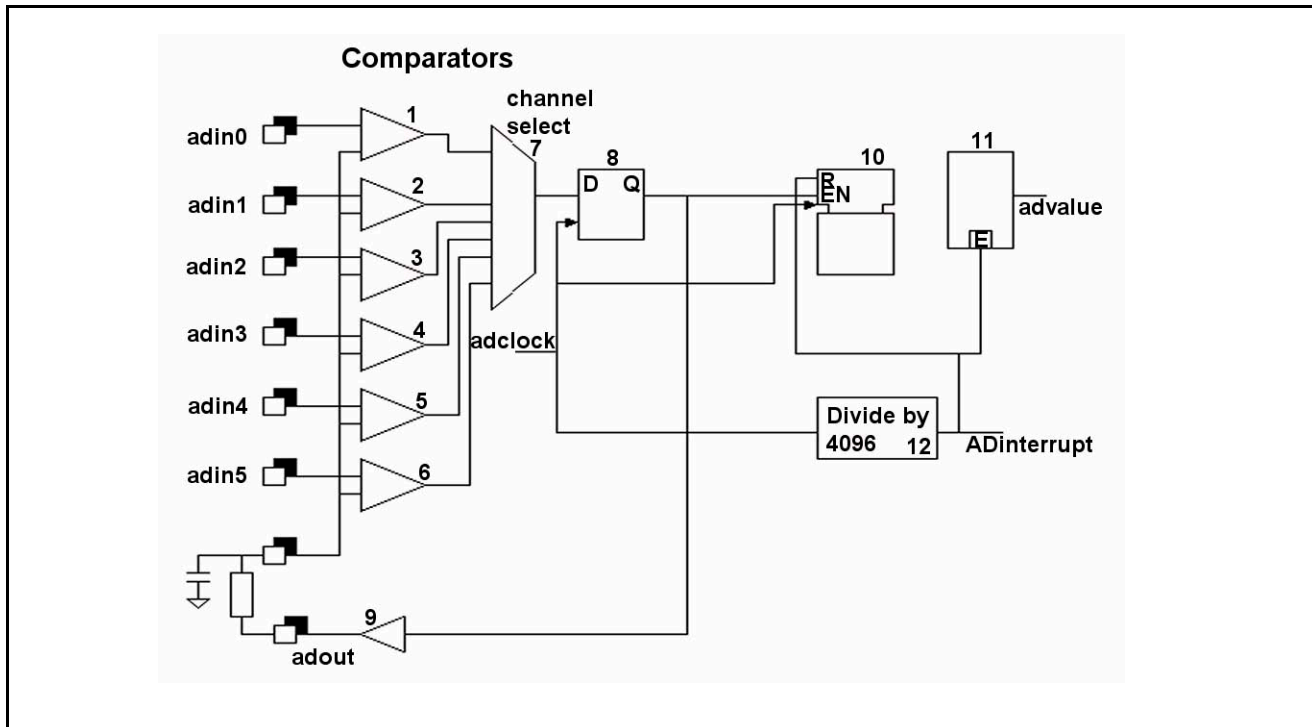 Comparators
channel
select
adin0
adin1
adin2
adin3
adin4
adin5
1
2
3
4
5
6
7
8
D Q
10
R
EN
11
E
advalue
adclock
Divide by
4096 12
ADinterrupt
9
adout